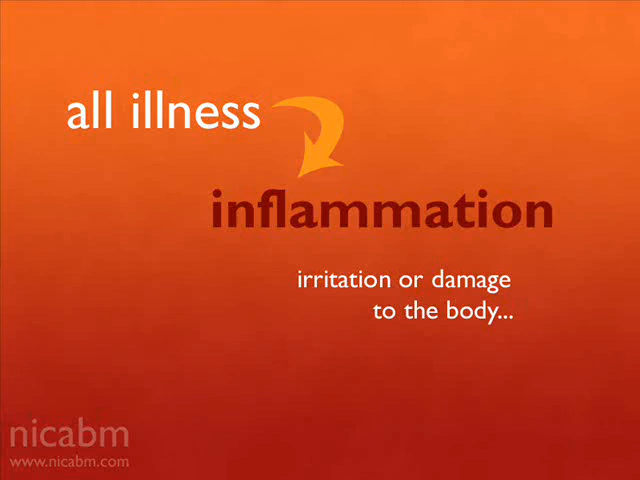 all illness
inflammation
irritation or damage
to the body...
nicabm
www.nicabm.com